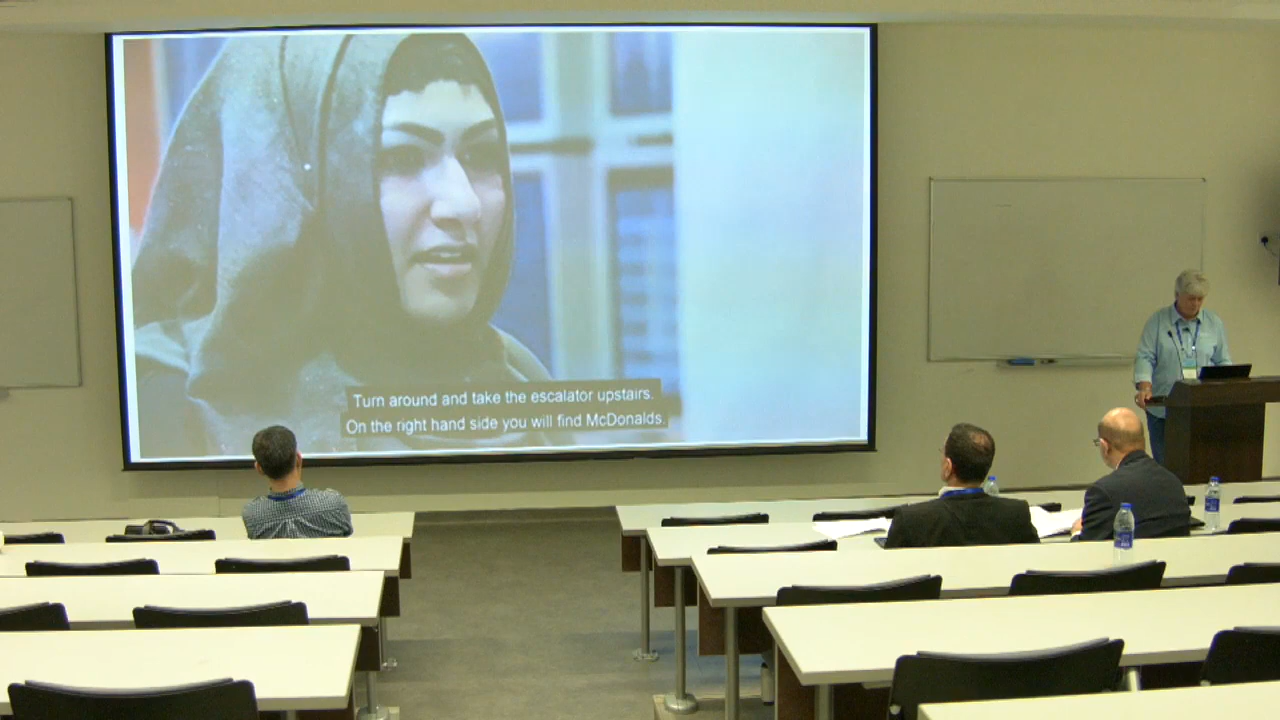 Turn around and take the escalator upstairs.
On the right hand side you will find McDonalds.